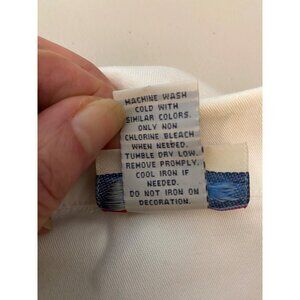 MACHINE WASH
COLD WITH
SIMILAR COLORS.
ONLY NON
CHLORINE BLEACH
WHEN NEEDED.
TUMBLE DRY LOW.
REMOVE PROMPLY.
COOL IRON IF
NEEDED.
DO NOT IRON ON
DECORATION.